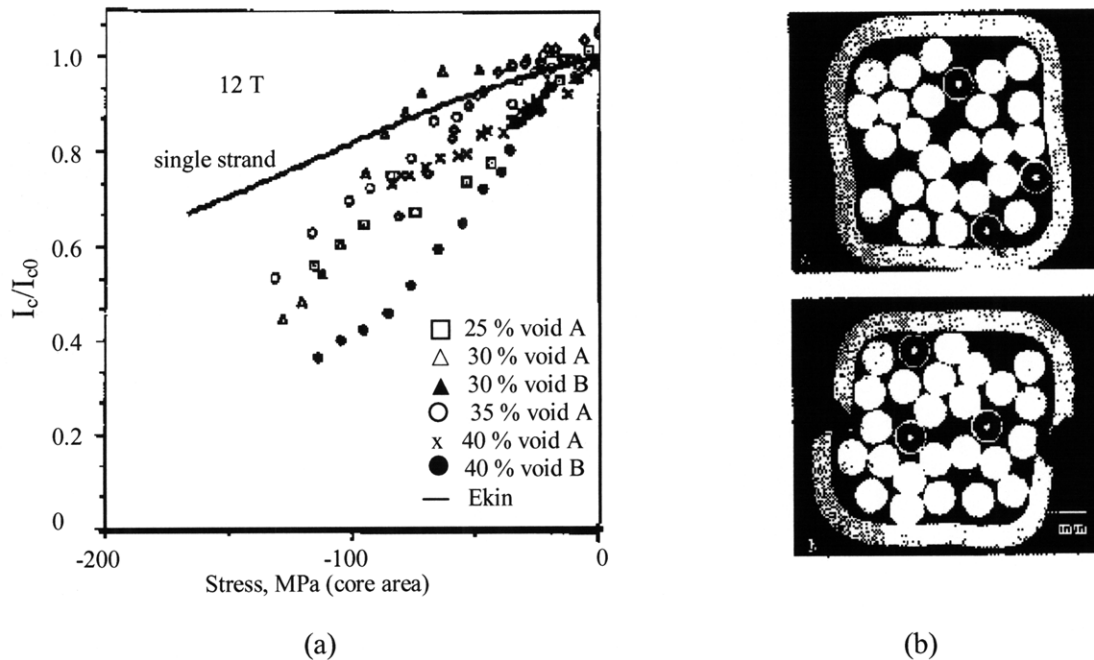 1.0
12 T
0.8
single strand
0.6
I_c/I_c0
0.4
0.2
0
□ 25 % void A
△ 30 % void A
▲ 30 % void B
○ 35 % void A
x 40 % void A
● 40 % void B
— Ekin
-200 -100 0
Stress, MPa (core area)
(a)
mm
(b)